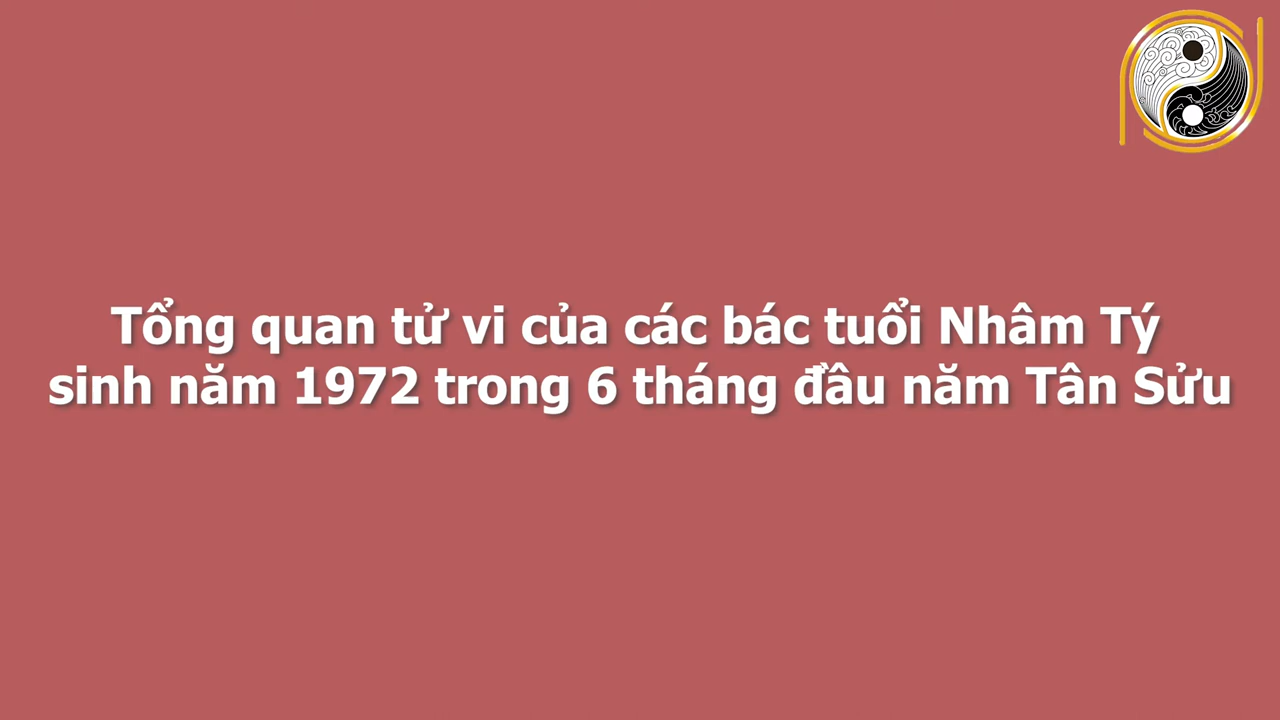 Tổng quan tử vi của các bác tuổi Nhâm Tý
sinh năm 1972 trong 6 tháng đầu năm Tân Sửu